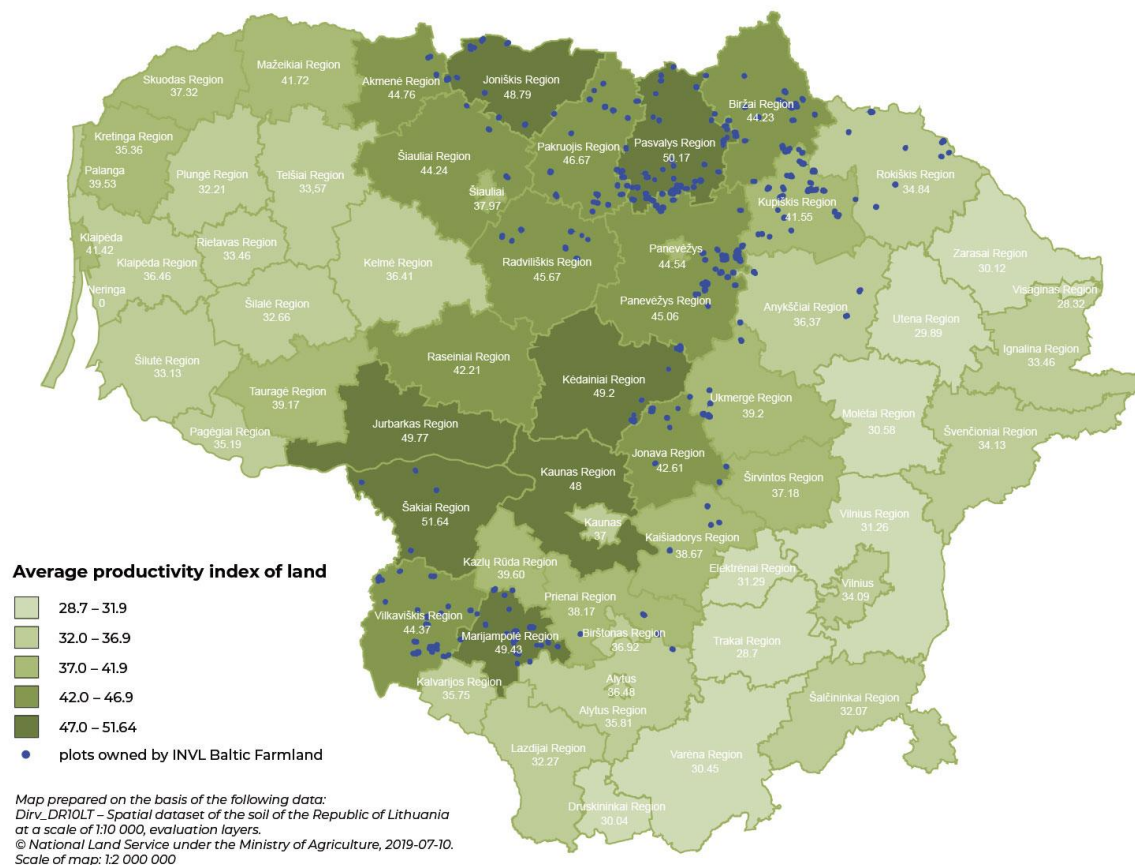 Skuodas Region
37.32
Mažeikiai Region
41.72
Akmenė Region
44.76
Joniškis Region
48.79
Kretinga Region
35.36
Palanga
39.53
Plungė Region
32.21
Telšiai Region
33,57
Šiauliai Region
44.24
Šiauliai
37,97
Pakruojis Region
46.67
Pasvalys Region
50.17
Biržai Region
44.23
Rokiškis Region
34.84
Kupiškis Region
41.55
Klaipėda
41.42
Klaipėda Region
36.46
Neringa
0
Rietavas Region
33.46
Kelmė Region
36.41
Radviliškis Region
45.67
Panevėžys
44.54
Panevėžys Region
45.06
Zarasai Region
30.12
Visaginas Region
28.32
Anykščiai Region
36,37
Utena Region
29.89
Ignalina Region
33.46
Šilalė Region
32.66
Šilutė Region
33.13
Raseiniai Region
42.21
Kėdainiai Region
49.2
Tauragė Region
39.17
Ukmergė Region
39.2
Molėtai Region
30.58
Švenčioniai Region
34.13
Pagėgiai Region
35.19
Jurbarkas Region
49.77
Jonava Region
42.61
Kaunas Region
48
Širvintos Region
37.18
Šakiai Region
51.64
Kaunas
37
Vilnius Region
31.26
Kaišiadorys Region
38.67
Kazlų Rūda Region
39.60
Elektrėnai Region
31.29
Vilnius
34.09
Prienai Region
38.17
Vilkaviškis Region
44.37
Marijampolė Region
49.43
Birštonas Region
36.92
Trakai Region
28.7
Kalvarijos Region
35.75
Alytus
36.48
Alytus Region
35.81
Šalčininkai Region
32.07
Lazdijai Region
32.27
Varėna Region
30.45
Druskininkai Region
30.04
Average productivity index of land
28.7 – 31.9
32.0 – 36.9
37.0 – 41.9
42.0 – 46.9
47.0 – 51.64
plots owned by INVL Baltic Farmland
Map prepared on the basis of the following data:
Dirv_DR10LT – Spatial dataset of the soil of the Republic of Lithuania
at a scale of 1:10 000, evaluation layers.
© National Land Service under the Ministry of Agriculture, 2019-07-10.
Scale of map: 1:2 000 000